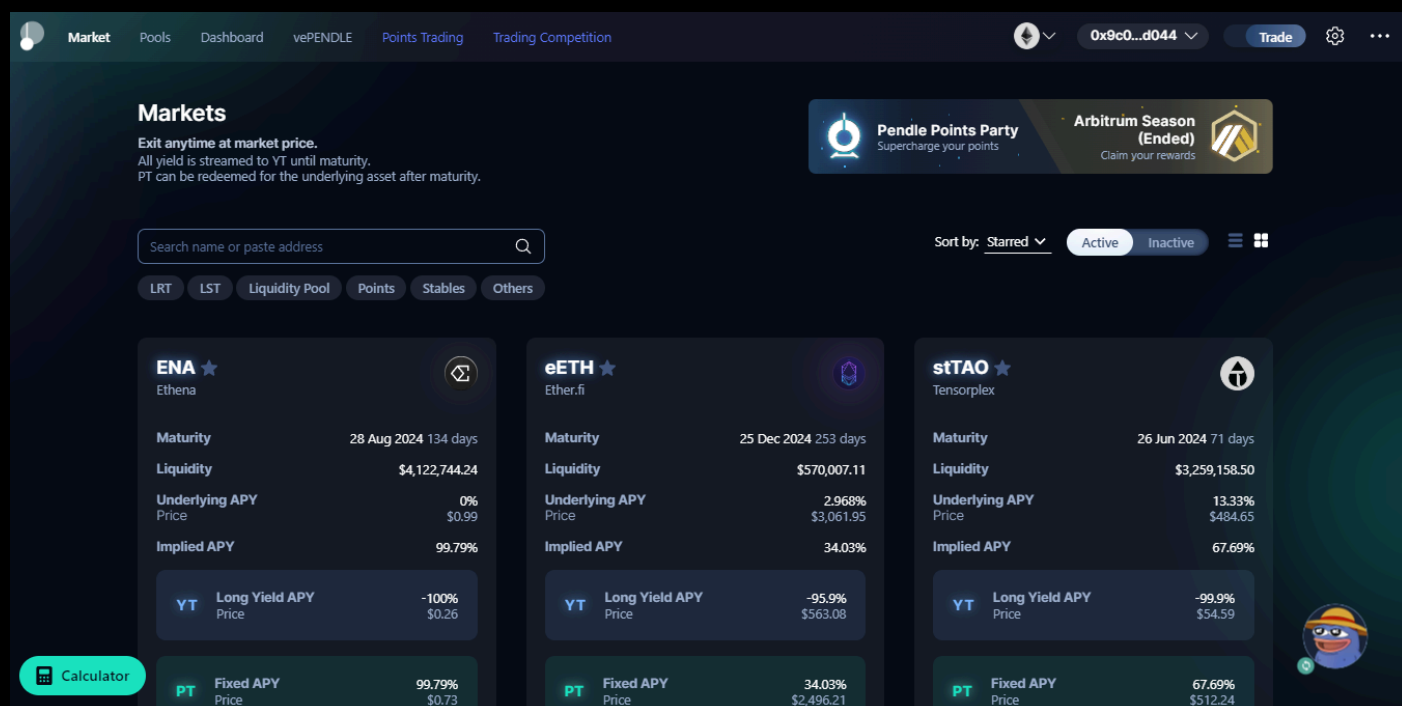 Market Pools Dashboard vePENDLE Points Trading Trading Competition 0x9c0...d044 Trade
Markets
Exit anytime at market price.
All yield is streamed to YT until maturity.
PT can be redeemed for the underlying asset after maturity.
Pendle Points Party
Supercharge your points
Arbitrum Season
(Ended)
Claim your rewards
Search name or paste address
Sort by: Starred Active Inactive
LRT LST Liquidity Pool Points Stables Others
ENA
Ethena
Maturity 28 Aug 2024 134 days
Liquidity $4,122,744.24
Underlying APY 0%
Price $0.99
Implied APY 99.79%
YT
Long Yield APY -100%
Price $0.26
PT
Fixed APY 99.79%
Price $0.73
eETH
Ether.fi
Maturity 25 Dec 2024 253 days
Liquidity $570,007.11
Underlying APY 2.968%
Price $3,061.95
Implied APY 34.03%
YT
Long Yield APY -95.9%
Price $563.08
PT
Fixed APY 34.03%
Price $2,496.21
stTAO
Tensorplex
Maturity 26 Jun 2024 71 days
Liquidity $3,259,158.50
Underlying APY 13.33%
Price $484.65
Implied APY 67.69%
YT
Long Yield APY -99.9%
Price $54.59
PT
Fixed APY 67.69%
Price $512.24
Calculator